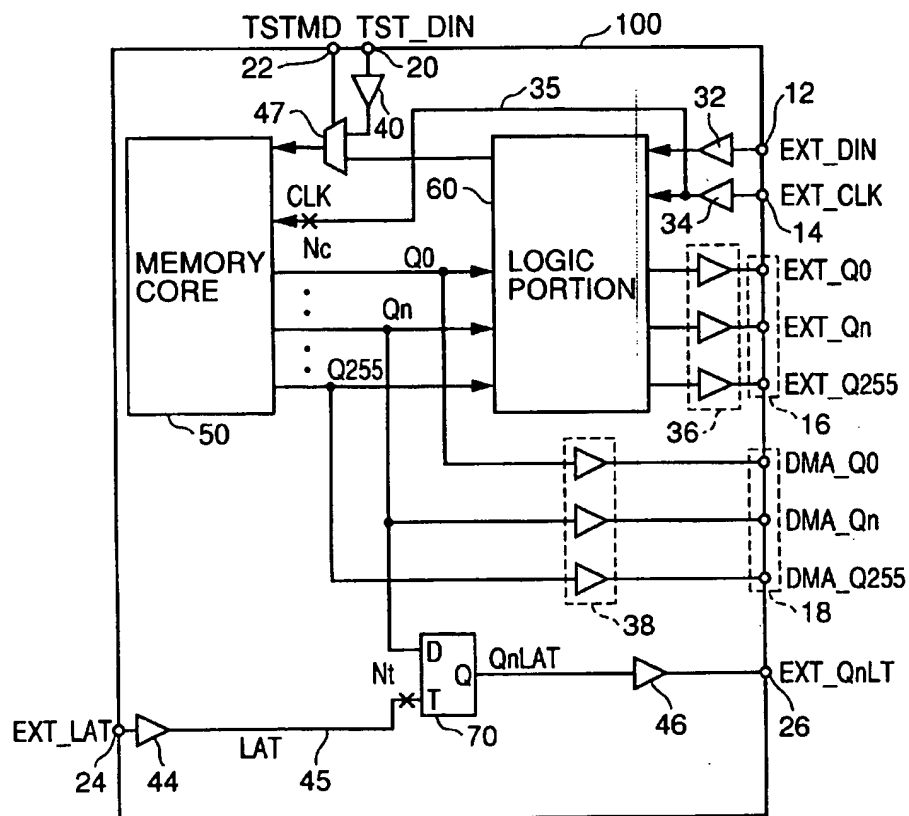 TSTMD TST_DIN 100
22 20
47 40 35 32 12
EXT_DIN
60
CLK EXT_CLK
34 14
Nc
MEMORY CORE
Q0
LOGIC PORTION
EXT_Q0
Qn
EXT_Qn
Q255
EXT_Q255
50 36 16
DMA_Q0
DMA_Qn
DMA_Q255
38 18
D
Nt Q QnLAT EXT_QnLT
T
46 26
EXT_LAT
LAT 70
24 44 45